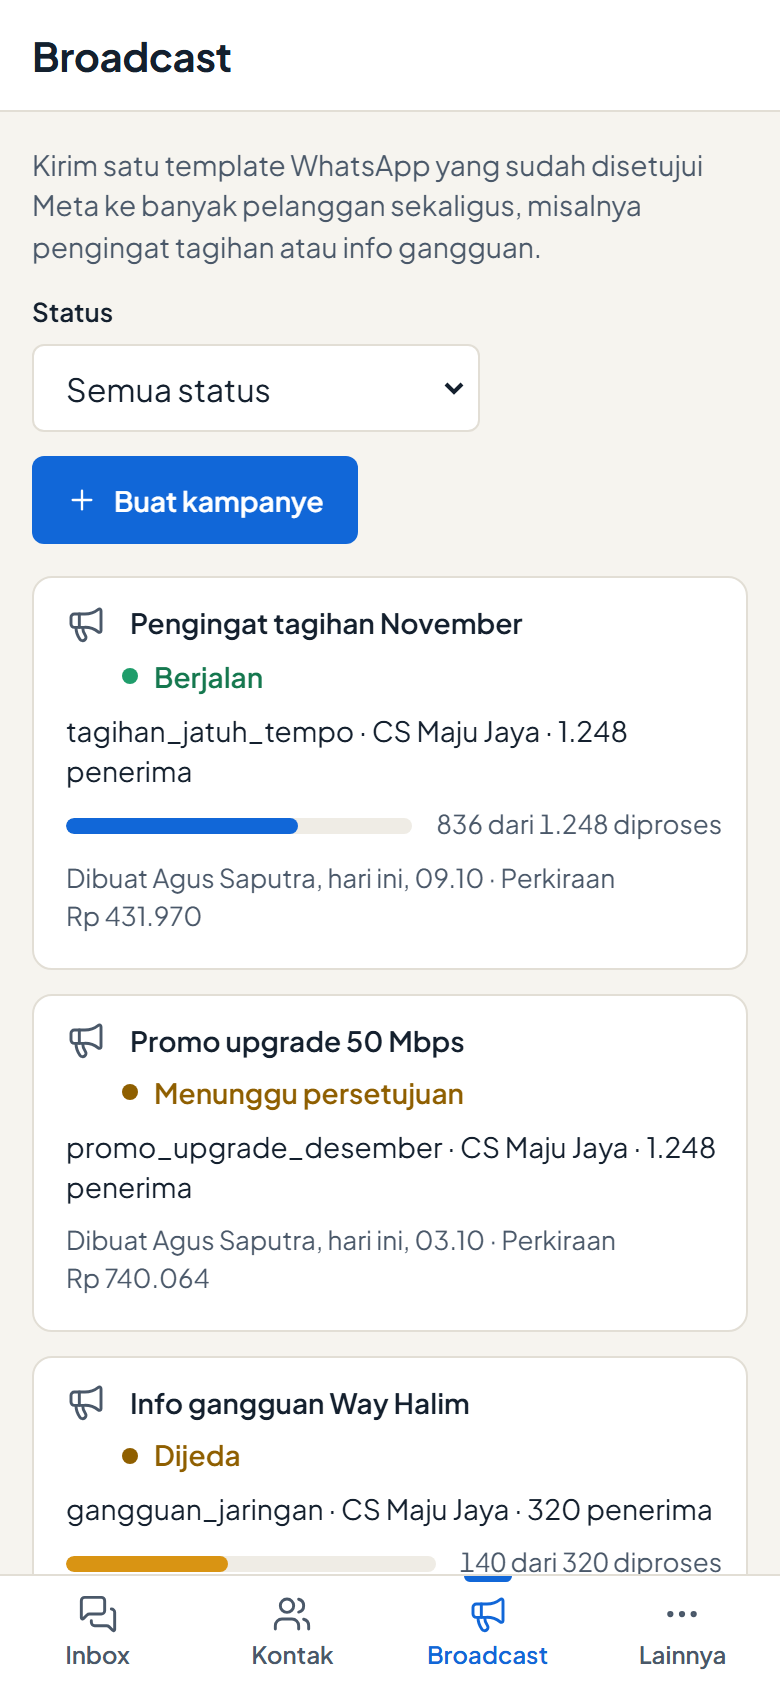 Broadcast
Kirim satu template WhatsApp yang sudah disetujui
Meta ke banyak pelanggan sekaligus, misalnya
pengingat tagihan atau info gangguan.
Status
Semua status
Buat kampanye
Pengingat tagihan November
Berjalan
tagihan_jatuh_tempo · CS Maju Jaya · 1.248
penerima
836 dari 1.248 diproses
Dibuat Agus Saputra, hari ini, 09.10 · Perkiraan
Rp 431.970
Promo upgrade 50 Mbps
Menunggu persetujuan
promo_upgrade_desember · CS Maju Jaya · 1.248
penerima
Dibuat Agus Saputra, hari ini, 03.10 · Perkiraan
Rp 740.064
Info gangguan Way Halim
Dijeda
gangguan_jaringan · CS Maju Jaya · 320 penerima
140 dari 320 diproses
Inbox
Kontak
Broadcast
Lainnya